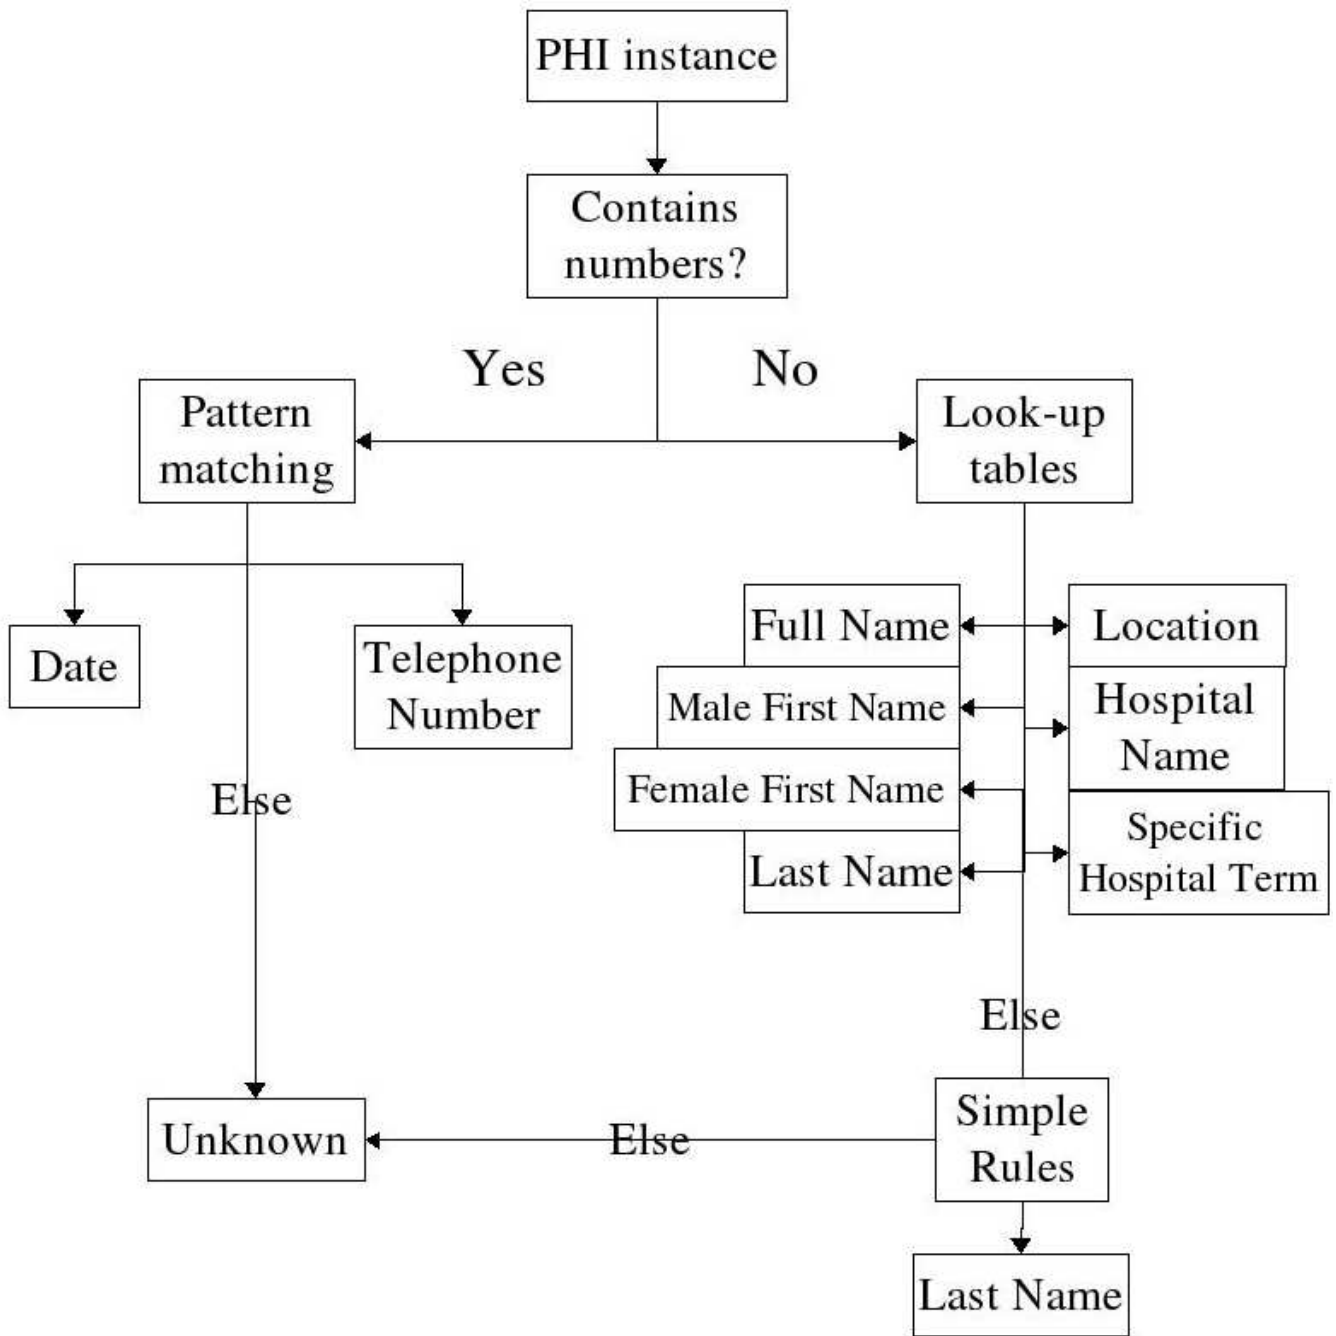 PHI instance
Contains
numbers?
Yes
No
Pattern
matching
Look-up
tables
Date
Telephone
Number
Full Name
Location
Male First Name
Hospital
Name
Female First Name
Specific
Hospital Term
Last Name
Else
Else
Unknown
Else
Simple
Rules
Last Name